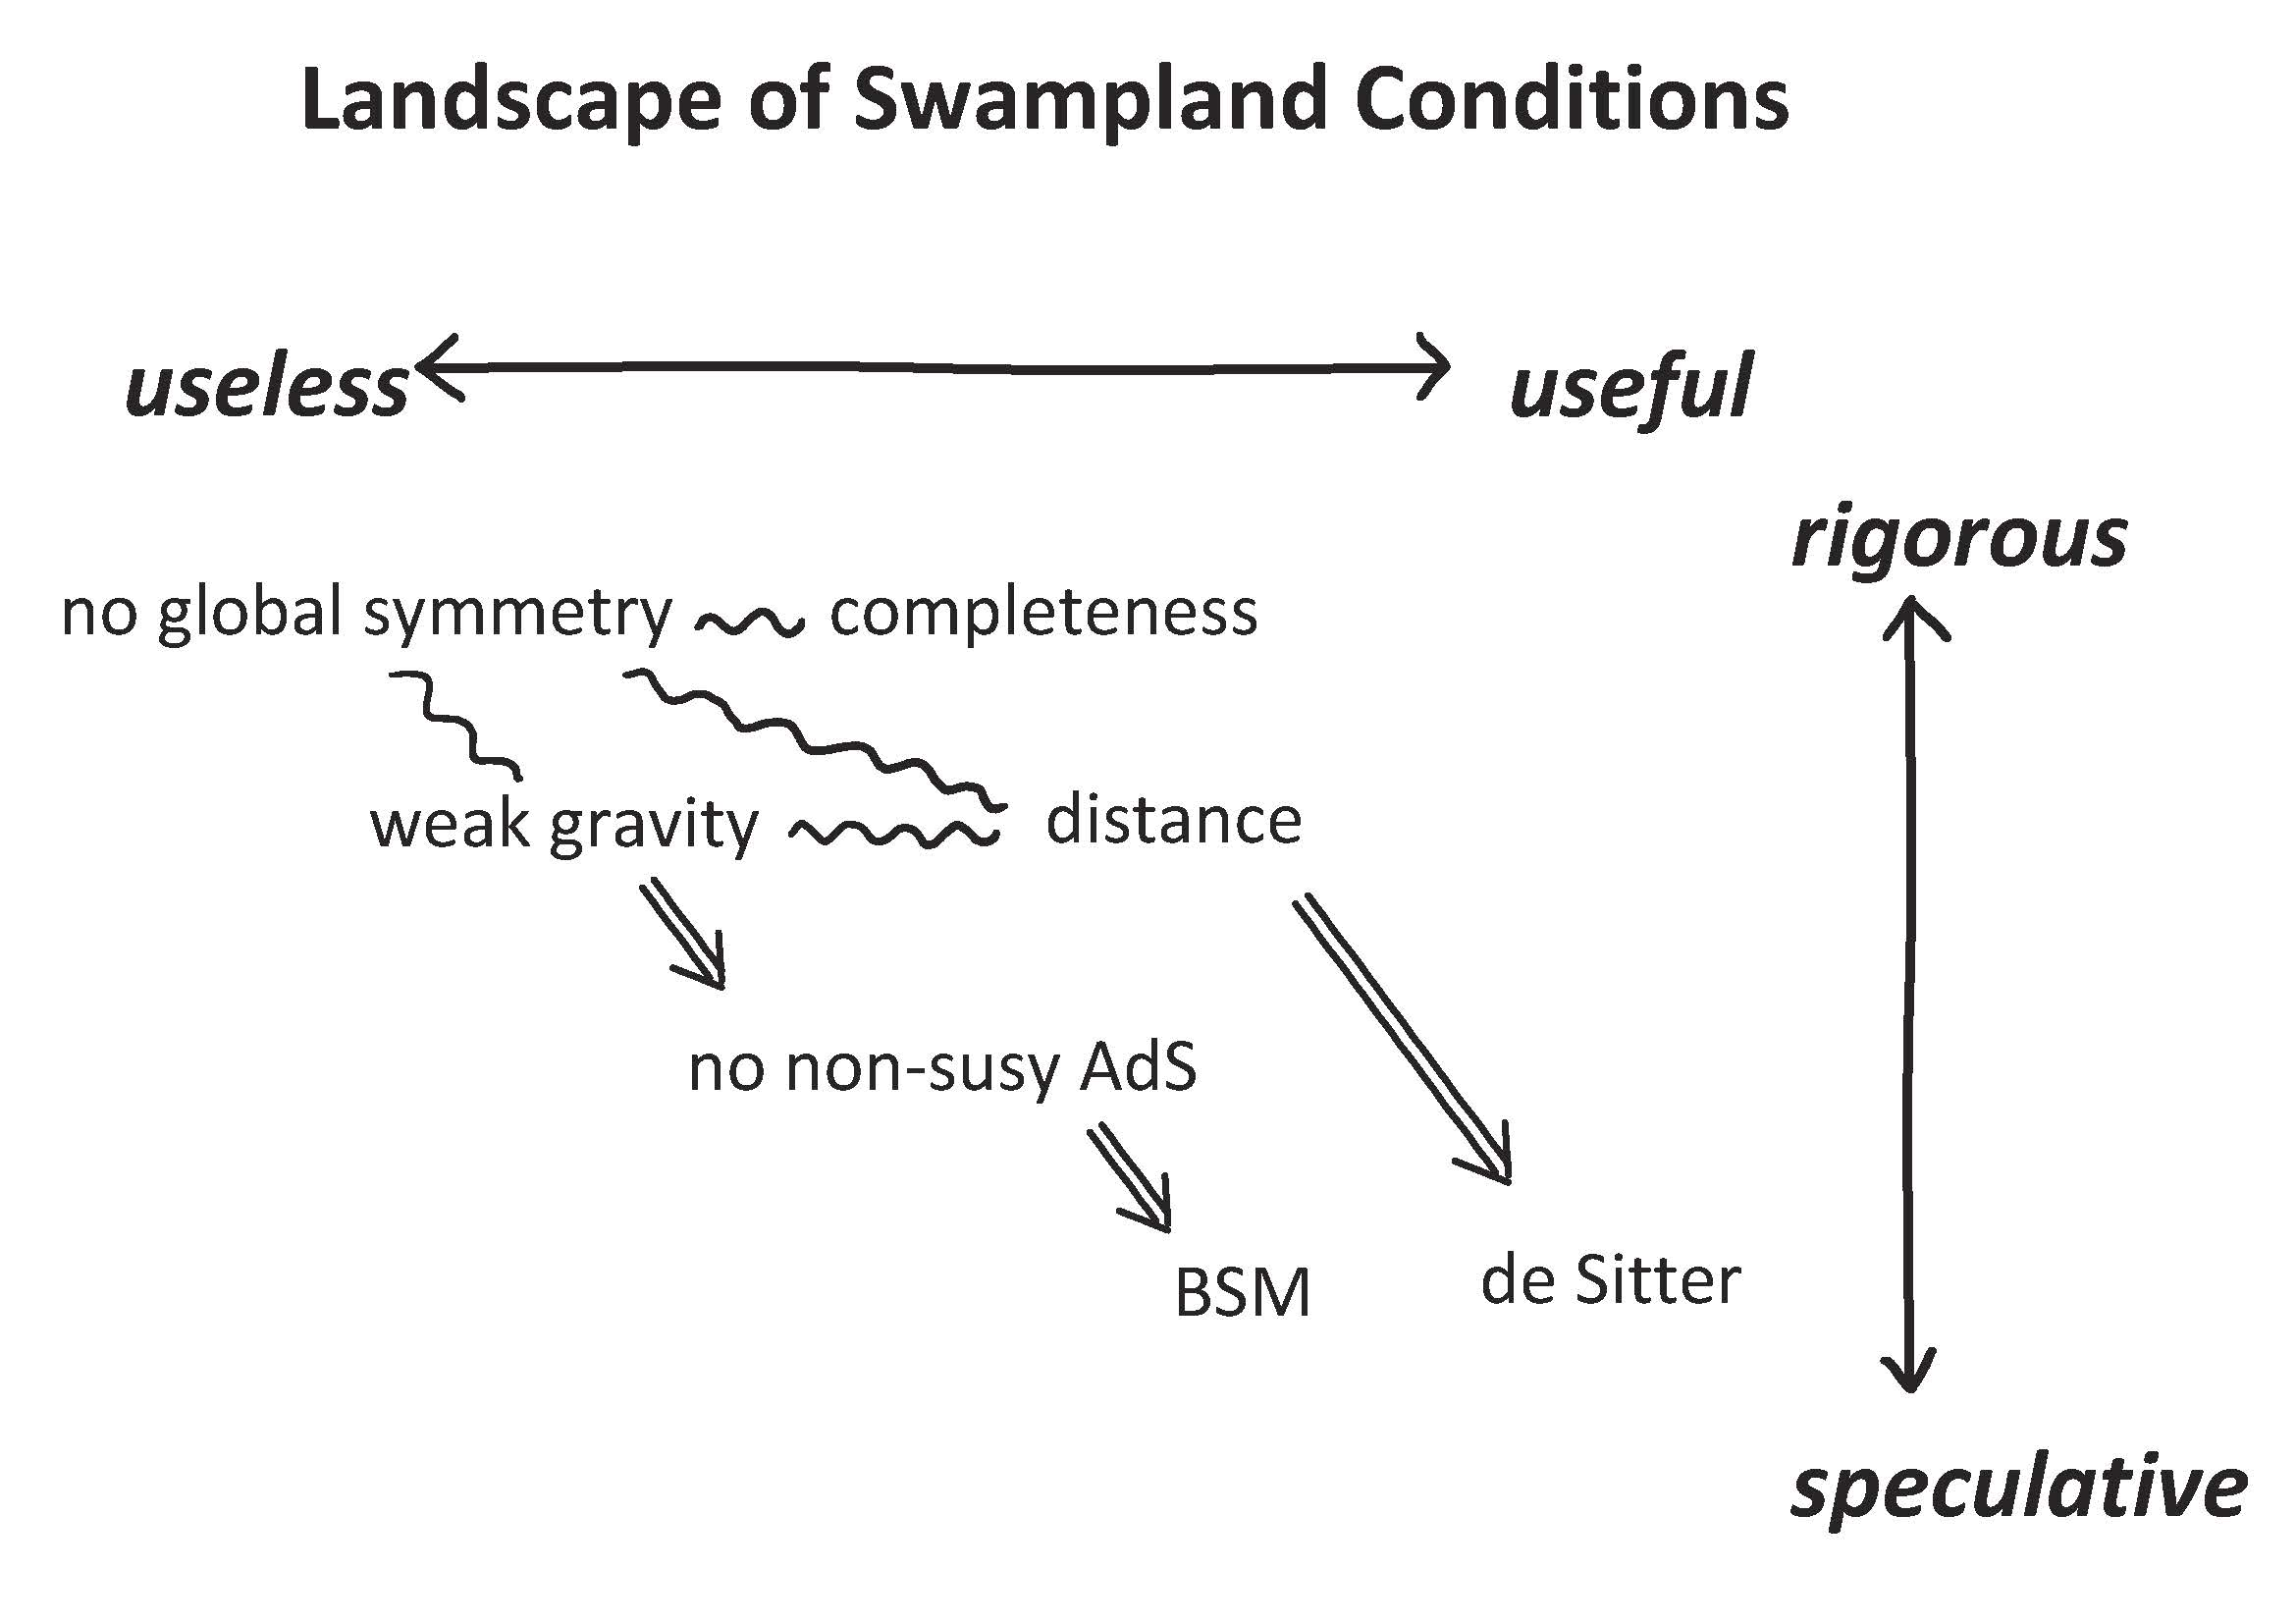 Landscape of Swampland Conditions
useless
useful
rigorous
no global symmetry
completeness
weak gravity
distance
no non-susy AdS
BSM
de Sitter
speculative